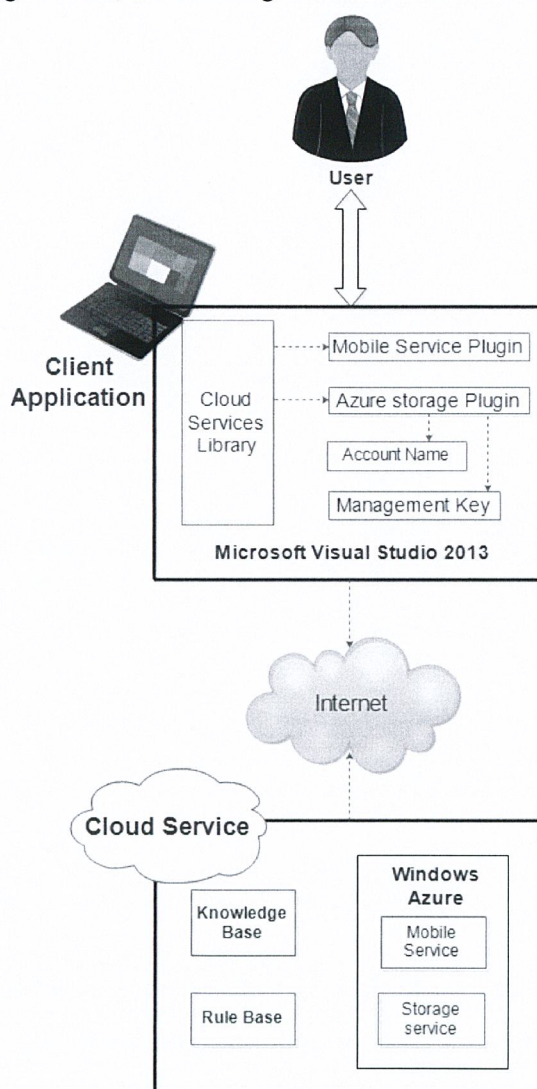 User
Client
Application
Cloud
Services
Library
Mobile Service Plugin
Azure storage Plugin
Account Name
Management Key
Microsoft Visual Studio 2013
Internet
Cloud Service
Knowledge
Base
Rule Base
Windows
Azure
Mobile
Service
Storage
service